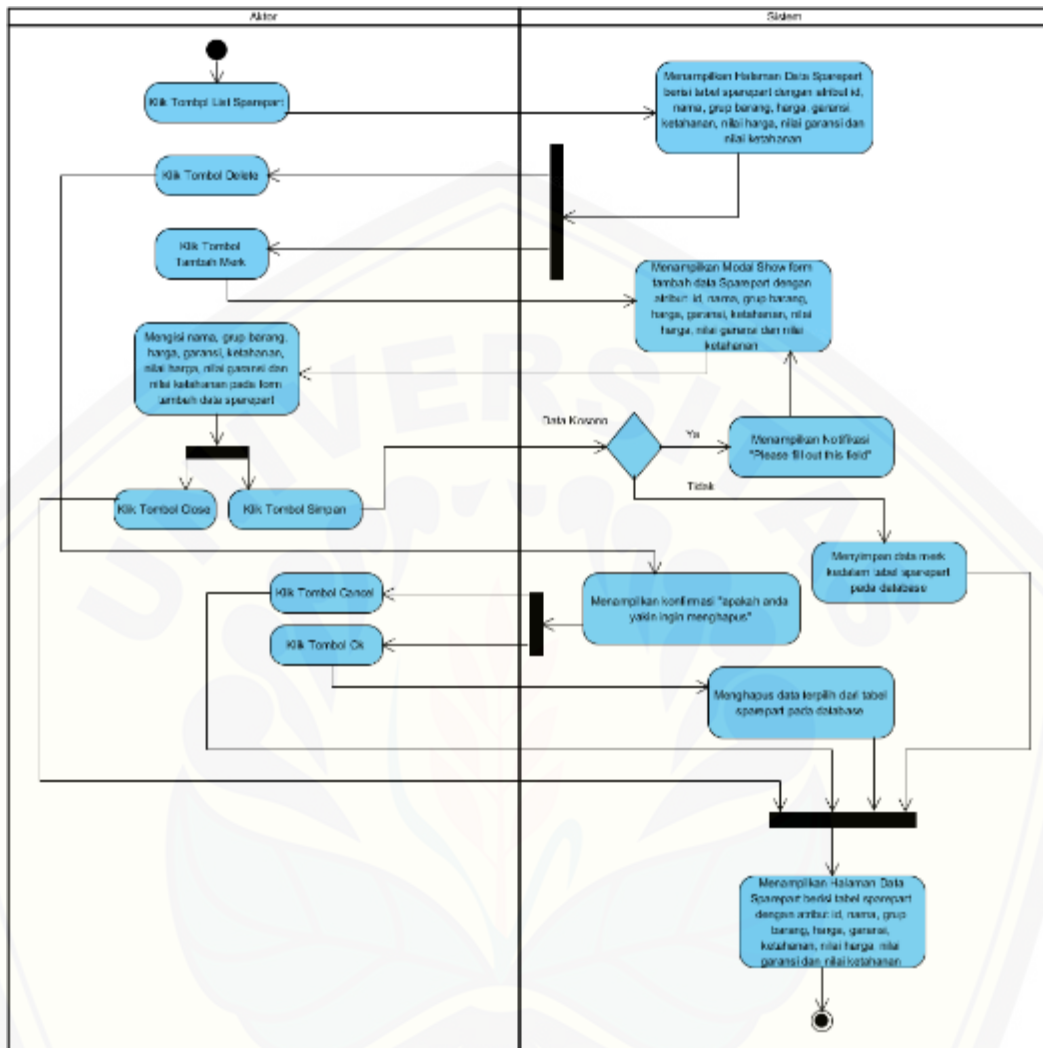 Aktor
Sistem
Klik Tombpl List Sparepart
Menampilkan Halaman Data Sparepart
berisi tabel sparepart dengan atribut id,
nama, grup barang, harga, garansi
ketahanan, nilai harga, nilai garansi dan
nilai ketahanan
Klik Tombol Delete
Klik Tombol
Tambah Merk
Menampilkan Modal Show form
tambah data Sparepart dengan
atribut id, nama, grup barang,
harga, garansi, ketahanan, nilai
harga, nilai garansi dan nilai
ketahanan
Mengisi nama, grup barang,
harga, garansi, ketahanan,
nilai harga, nilai garansi dan
nilai ketahanan pada form
tambah data sparepart
Data Kosong
Ya
Menampilkan Notifikasi
"Please fill out this field"
Tidak
Klik Tombol Close
Klik Tombol Simpan
Menyimpan data merk
kedalam tabel sparepart
pada database
Klik Tombol Cancel
Menampilkan konfirmasi "apakah anda
yakin ingin menghapus"
Klik Tombol Ok
Menghapus data terpilih dari tabel
sparepart pada database
Menampilkan Halaman Data
Sparepart berisi tabel sparepart
dengan atribut id, nama, grup
barang, harga, garansi,
ketahanan, nilai harga, nilai
garansi dan nilai ketahanan
UNIVERSITAS